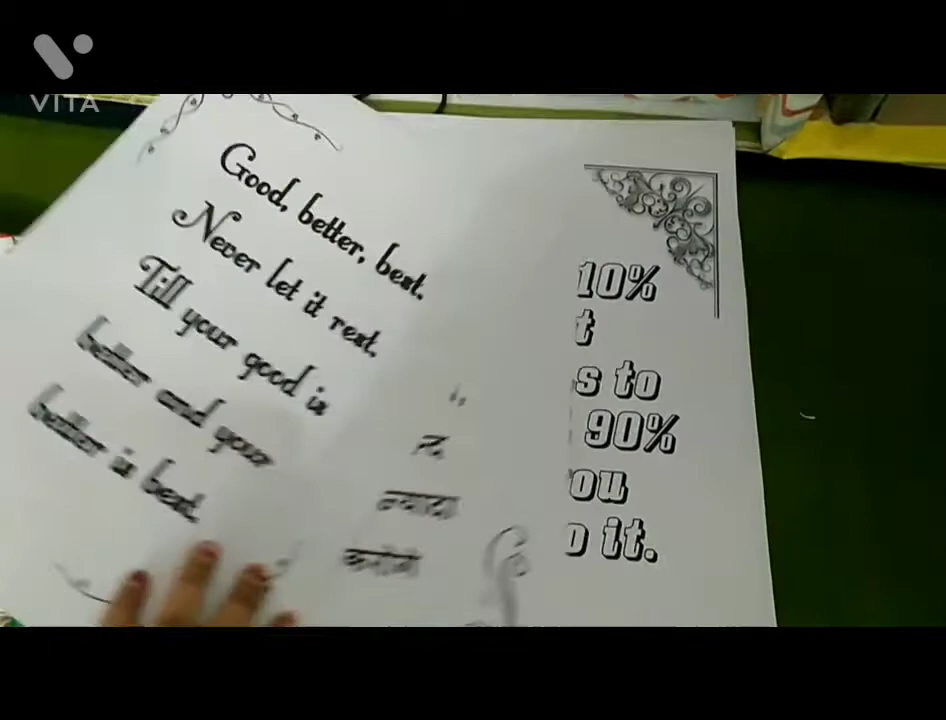 VITA
Good, better, best.
Never let it rest.
Till your good is
better and your
better is best.
ज्यादा
करोगे
10%
t
s to
90%
ou
o it.